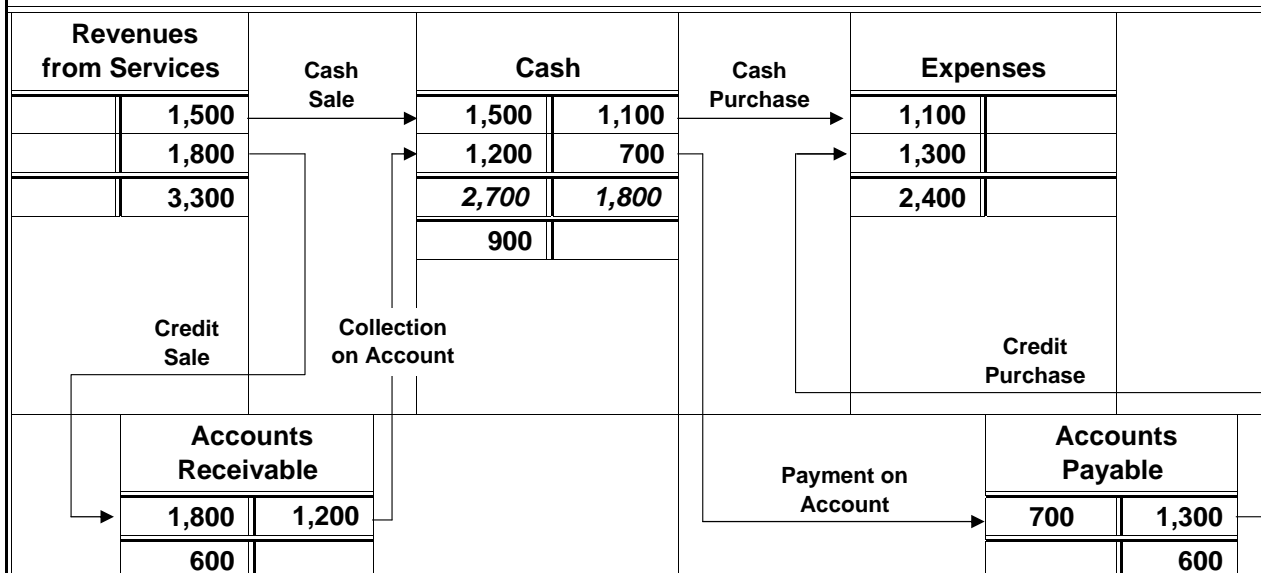 Revenues
from Services
Cash
Sale
Cash
Cash
Purchase
Expenses
1,500
1,500 1,100
1,100
1,800
1,200 700
1,300
3,300
2,700 1,800
2,400
900
Credit
Sale
Collection
on Account
Credit
Purchase
Accounts
Receivable
Payment on
Account
Accounts
Payable
1,800 1,200
700 1,300
600
600